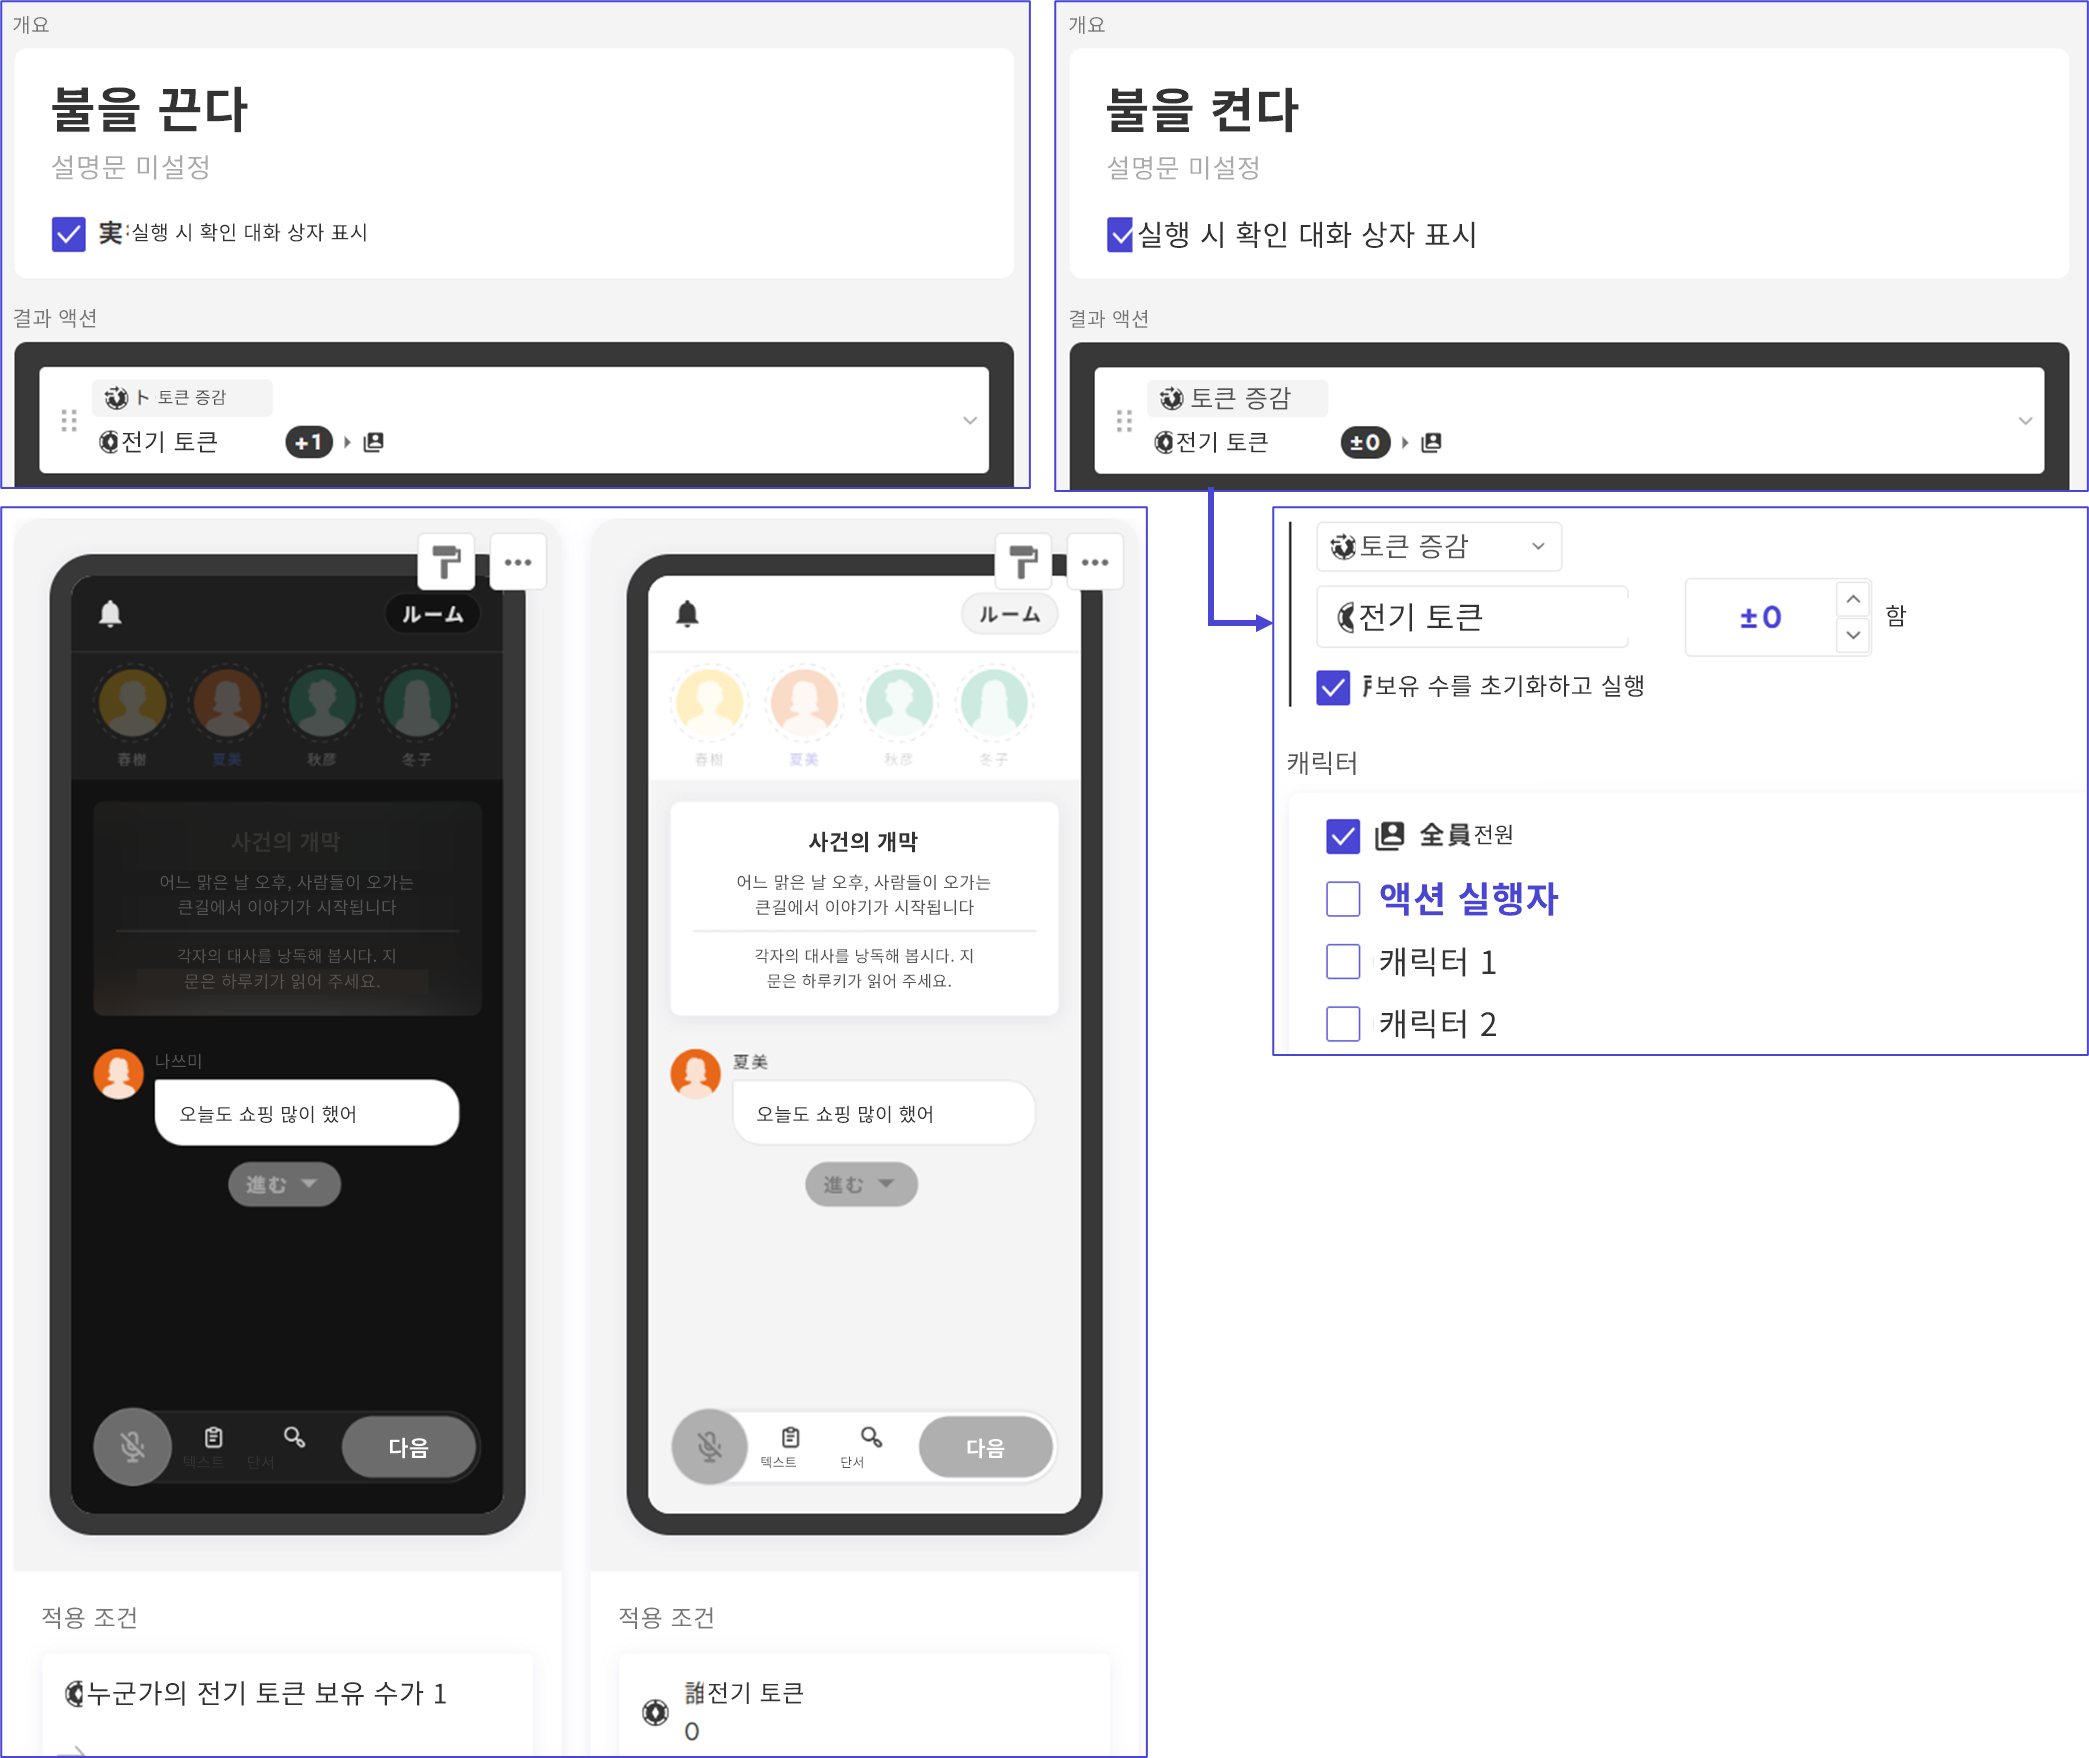 개요
불을 끈다
설명문 미설정
実 실행 시 확인 대화 상자 표시
결과 액션
ト 토큰 증감
전기 토큰 +1
개요
불을 켠다
설명문 미설정
실행 시 확인 대화 상자 표시
결과 액션
토큰 증감
전기 토큰 ±0
ルーム
春樹 夏美 秋彦 冬子
사건의 개막
어느 맑은 날 오후, 사람들이 오가는
큰길에서 이야기가 시작됩니다
각자의 대사를 낭독해 봅시다. 지
문은 하루키가 읽어 주세요.
나쓰미
오늘도 쇼핑 많이 했어
進む
텍스트 단서
다음
적용 조건
누군가의 전기 토큰 보유 수가 1
ルーム
春樹 夏美 秋彦 冬子
사건의 개막
어느 맑은 날 오후, 사람들이 오가는
큰길에서 이야기가 시작됩니다
각자의 대사를 낭독해 봅시다. 지
문은 하루키가 읽어 주세요.
夏美
오늘도 쇼핑 많이 했어
進む
텍스트 단서
다음
적용 조건
誰전기 토큰
0
토큰 증감
전기 토큰 ±0 함
보유 수를 초기화하고 실행
캐릭터
全員전원
액션 실행자
캐릭터 1
캐릭터 2